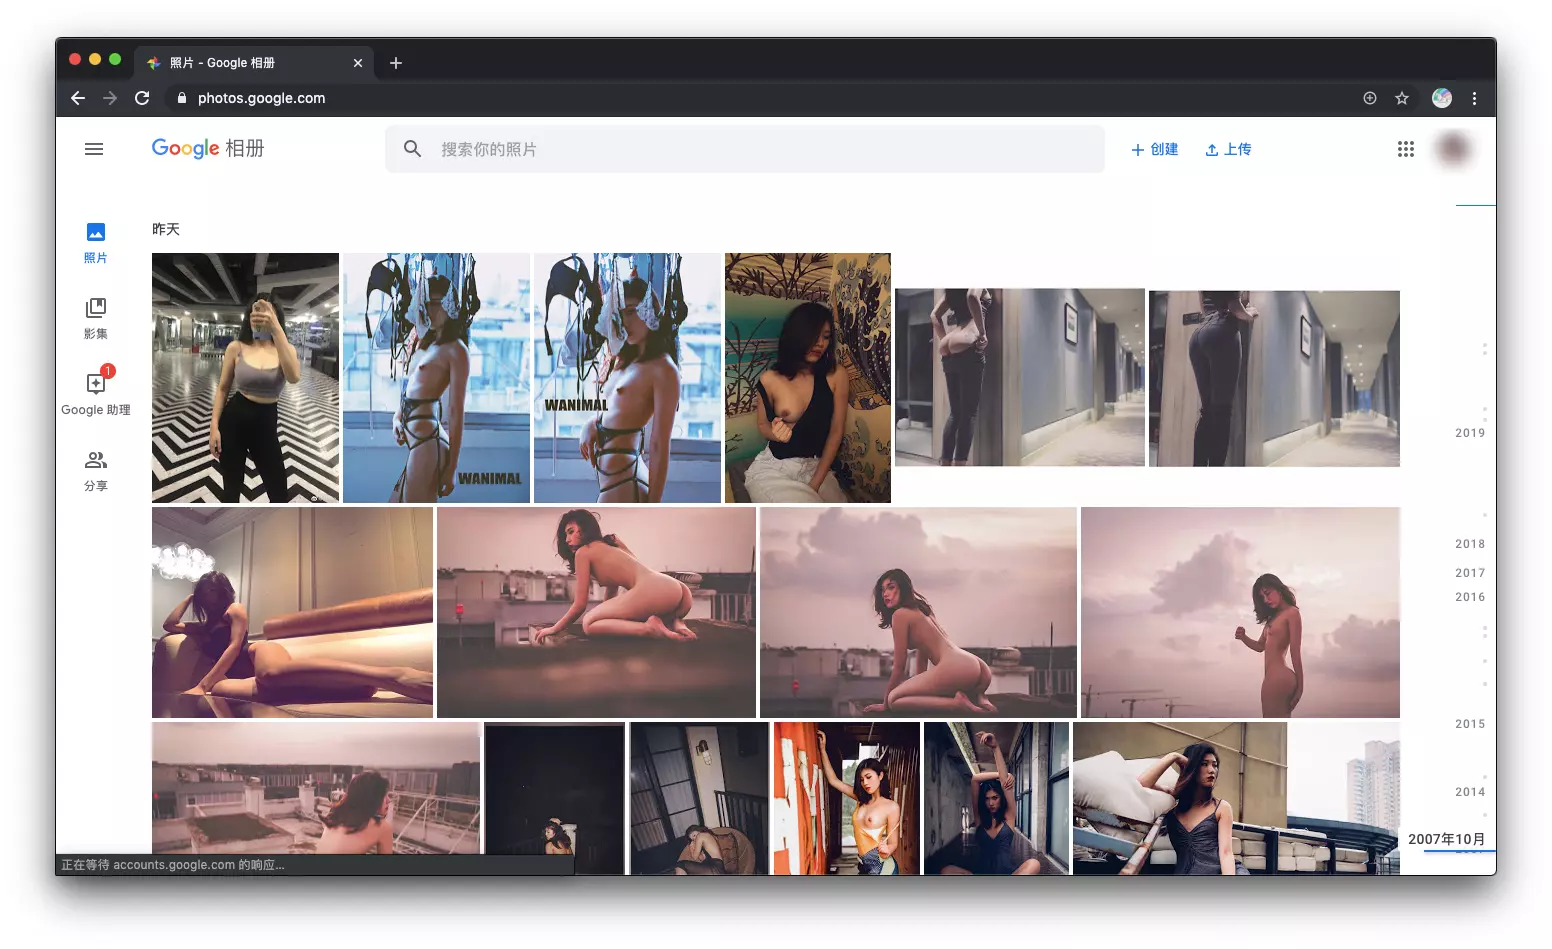 照片 - Google 相册
photos.google.com
Google 相册
搜索你的照片
创建
上传
昨天
照片
影集
1
Google 助理
分享
WANIMAL
WANIMAL
2019
2018
2017
2016
2015
2014
2007年10月
正在等待 accounts.google.com 的响应...